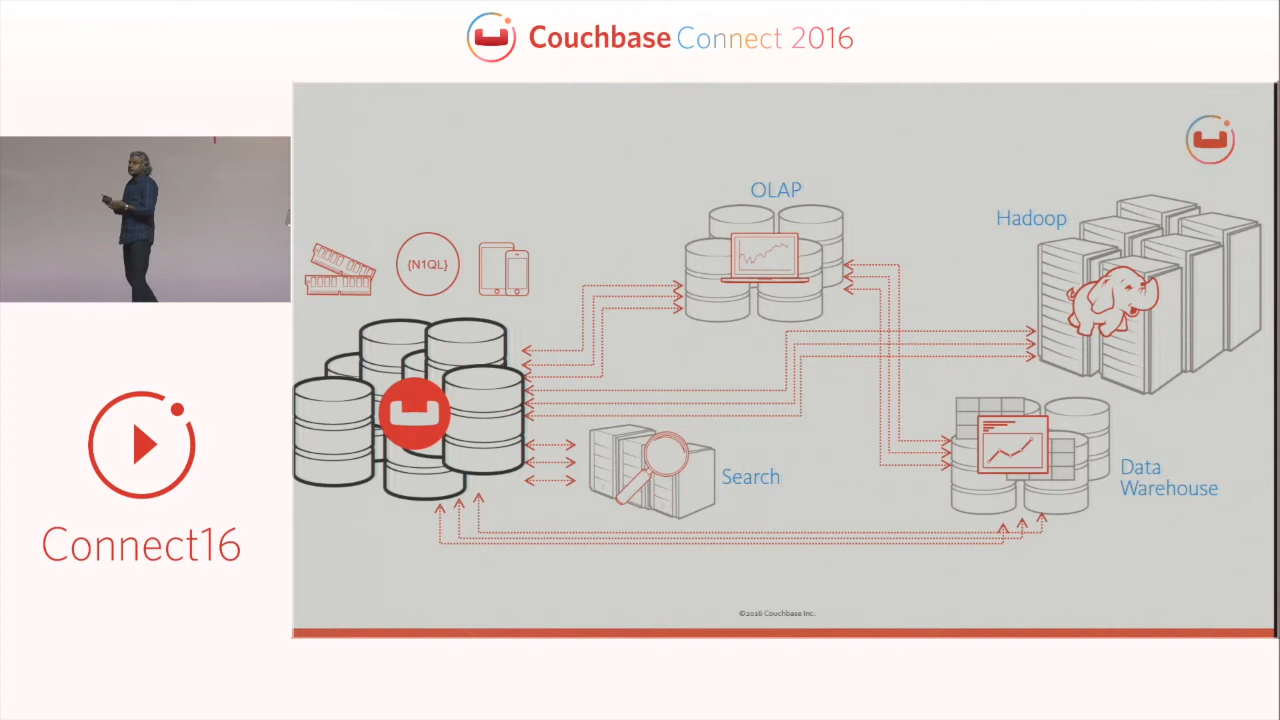 Couchbase Connect 2016
OLAP
Hadoop
{N1QL}
Search
Data
Warehouse
Connect16
©2016 Couchbase Inc.